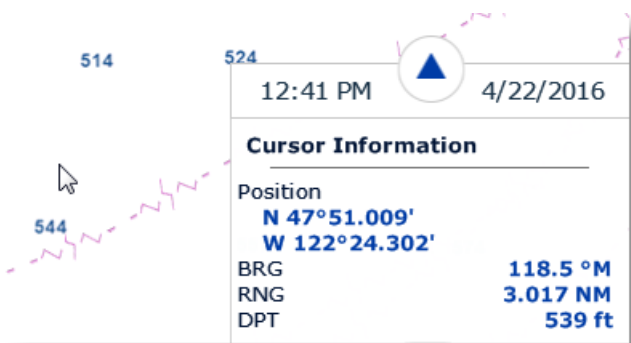 514
524
12:41 PM 4/22/2016
Cursor Information
Position
N 47°51.009'
W 122°24.302'
544
BRG 118.5 °M
RNG 3.017 NM
DPT 539 ft